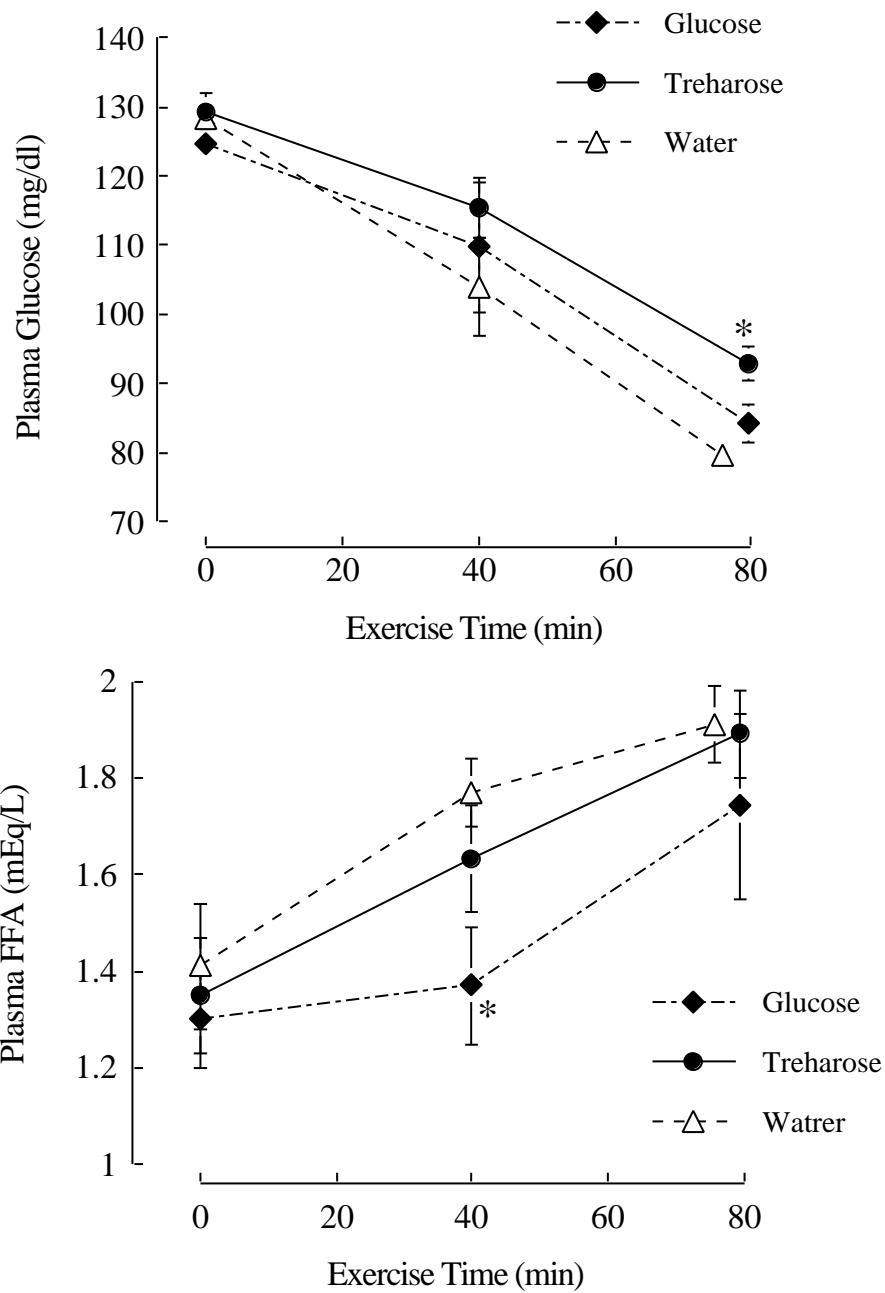 Glucose
Treharose
Water
140
130
120
110
100
90
80
70
Plasma Glucose (mg/dl)
*
0 20 40 60 80
Exercise Time (min)
2
1.8
1.6
1.4
1.2
1
Plasma FFA (mEq/L)
*
Glucose
Treharose
Watrer
0 20 40 60 80
Exercise Time (min)